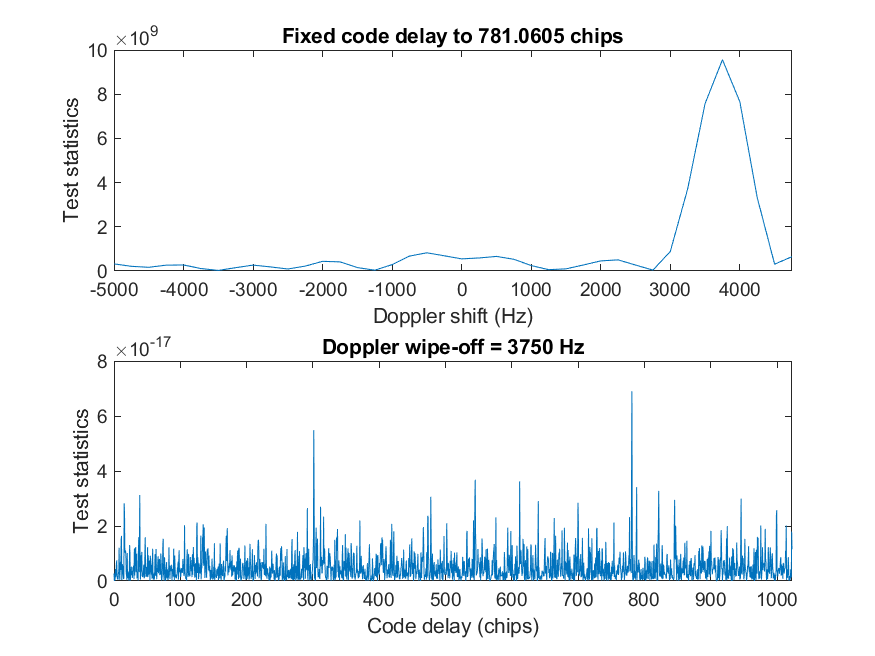 Fixed code delay to 781.0605 chips
×10^9
10
8
6
4
2
0
Test statistics
-5000 -4000 -3000 -2000 -1000 0 1000 2000 3000 4000
Doppler shift (Hz)
Doppler wipe-off = 3750 Hz
×10^-17
8
6
4
2
0
Test statistics
0 100 200 300 400 500 600 700 800 900 1000
Code delay (chips)